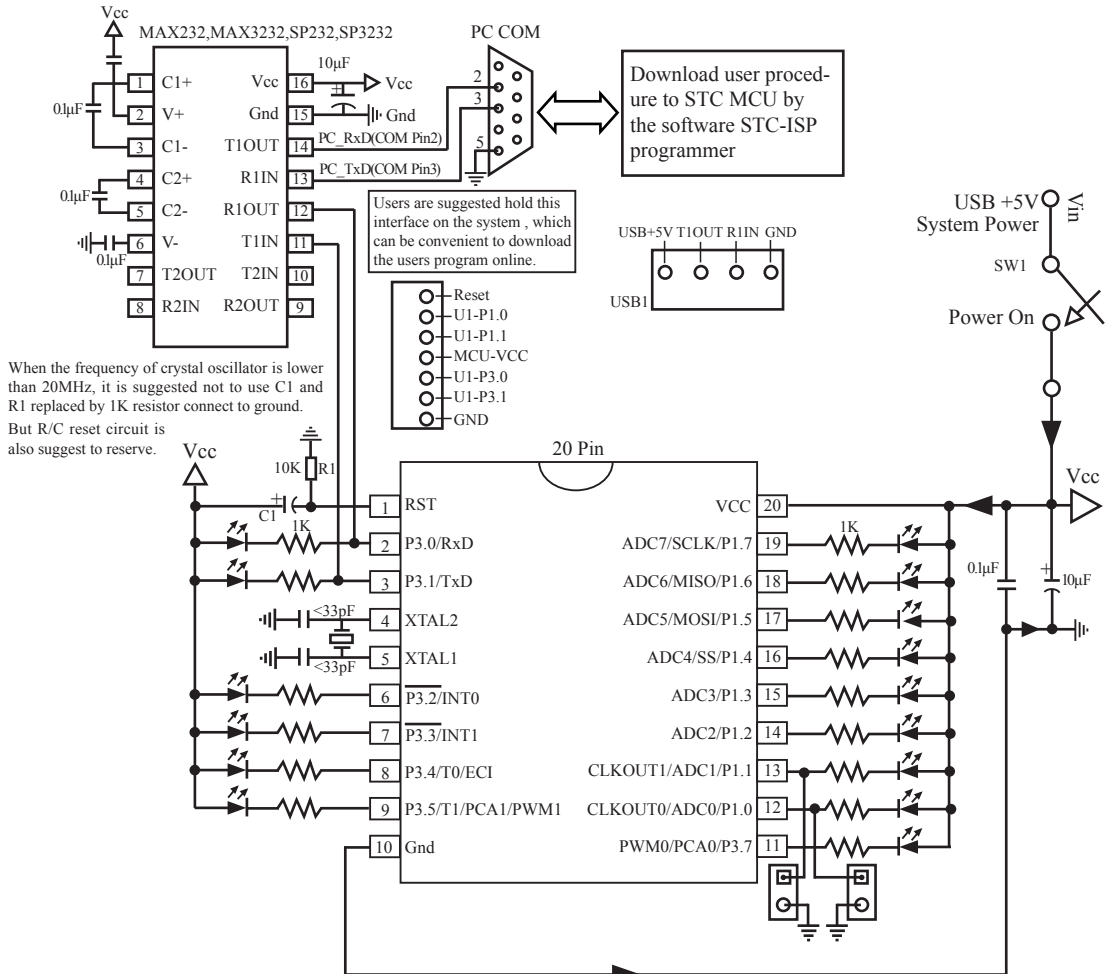 Vcc
MAX232,MAX3232,SP232,SP3232
PC COM
1 C1+
Vcc 16
10µF
Vcc
0.1µF
2 V+
Gnd 15
Gnd
3 C1-
T1OUT 14
PC_RxD(COM Pin2)
4 C2+
R1IN 13
PC_TxD(COM Pin3)
0.1µF
5 C2-
R1OUT 12
6 V-
T1IN 11
0.1µF
7 T2OUT
T2IN 10
8 R2IN
R2OUT 9
2
3
5
Download user proced-
ure to STC MCU by
the software STC-ISP
programmer
Users are suggested hold this
interface on the system , which
can be convenient to download
the users program online.
USB+5V T1OUT R1IN GND
USB1
USB +5V
System Power
Vin
SW1
Power On
Reset
U1-P1.0
U1-P1.1
MCU-VCC
U1-P3.0
U1-P3.1
GND
When the frequency of crystal oscillator is lower
than 20MHz, it is suggested not to use C1 and
R1 replaced by 1K resistor connect to ground.
But R/C reset circuit is
also suggest to reserve.
Vcc
10K R1
+
C1
1K
<33pF
<33pF
20 Pin
1 RST
2 P3.0/RxD
3 P3.1/TxD
4 XTAL2
5 XTAL1
6 P3.2/INT0
7 P3.3/INT1
8 P3.4/T0/ECI
9 P3.5/T1/PCA1/PWM1
10 Gnd
VCC 20
ADC7/SCLK/P1.7 19
ADC6/MISO/P1.6 18
ADC5/MOSI/P1.5 17
ADC4/SS/P1.4 16
ADC3/P1.3 15
ADC2/P1.2 14
CLKOUT1/ADC1/P1.1 13
CLKOUT0/ADC0/P1.0 12
PWM0/PCA0/P3.7 11
1K
Vcc
0.1µF
+
10µF